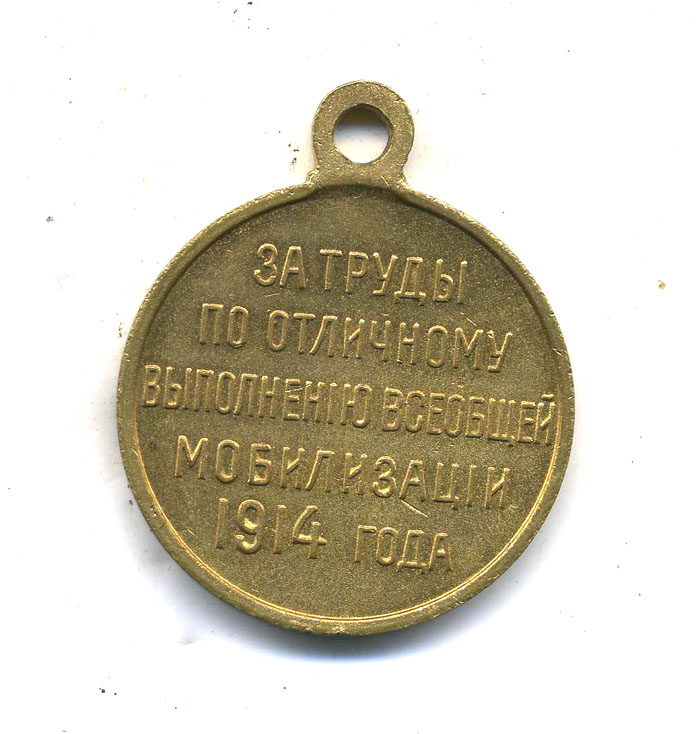 ЗА ТРУДЫ
ПО ОТЛИЧНОМУ
ВЫПОЛНЕНІЮ ВСЕОБЩЕЙ
МОБИЛИЗАЦІИ
1914 ГОДА